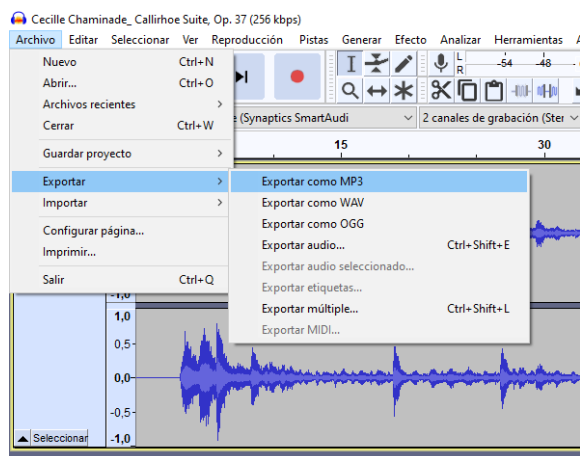 Cecille Chaminade_ Callirhoe Suite, Op. 37 (256 kbps)
Archivo Editar Seleccionar Ver Reproducción Pistas Generar Efecto Analizar Herramientas
Nuevo Ctrl+N
Abrir... Ctrl+O
Archivos recientes >
Cerrar Ctrl+W
Guardar proyecto >
Exportar >
Importar >
Configurar página...
Imprimir...
Salir Ctrl+Q
L
R
-54 -48
(Synaptics SmartAudi
2 canales de grabación (Ster
15 30
Exportar como MP3
Exportar como WAV
Exportar como OGG
Exportar audio... Ctrl+Shift+E
Exportar audio seleccionado...
Exportar etiquetas...
Exportar múltiple... Ctrl+Shift+L
Exportar MIDI...
-1,0
1,0
0,5-
0,0-
-0,5-
-1,0
Seleccionar